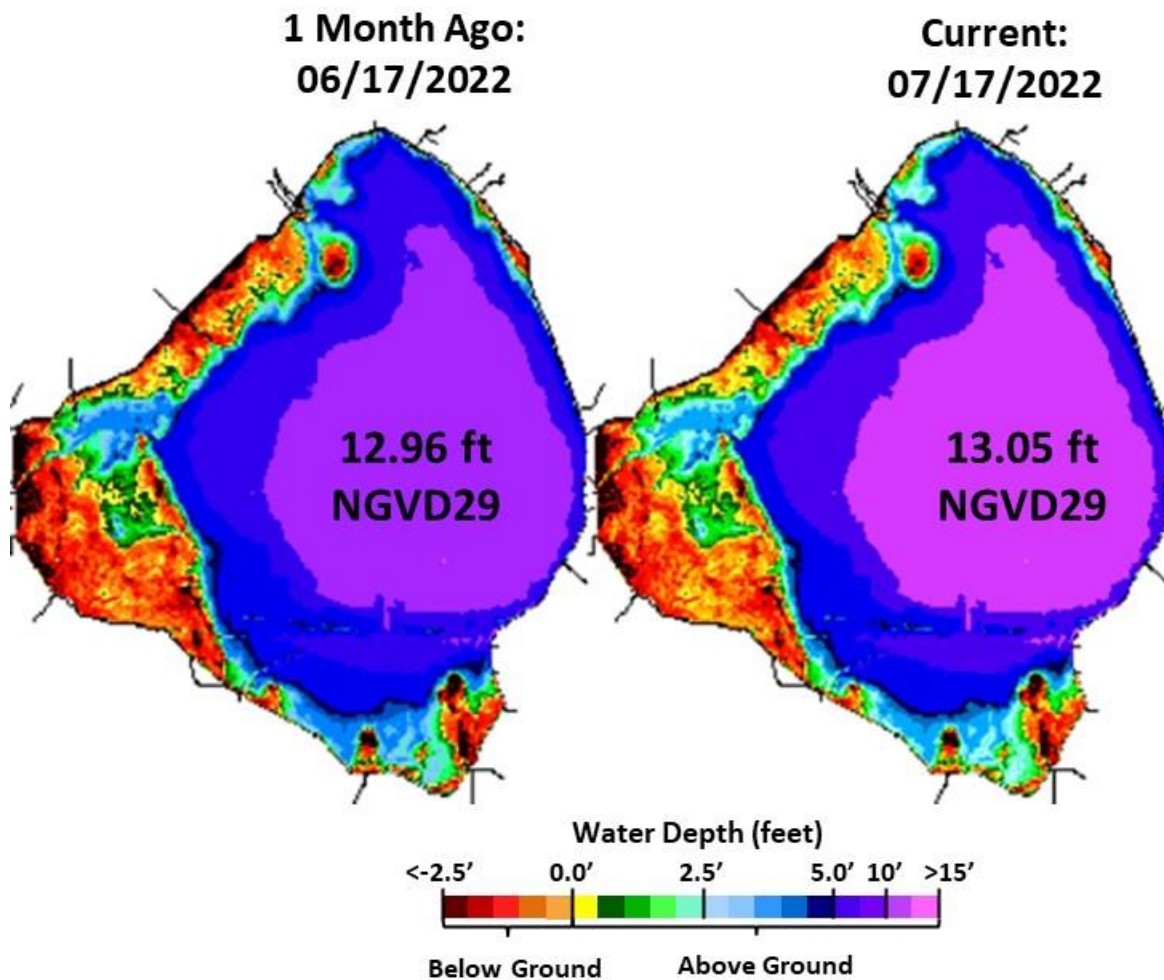 1 Month Ago:
06/17/2022
Current:
07/17/2022
12.96 ft
NGVD29
13.05 ft
NGVD29
Water Depth (feet)
<-2.5’ 0.0’ 2.5’ 5.0’ 10’ >15’
Below Ground Above Ground